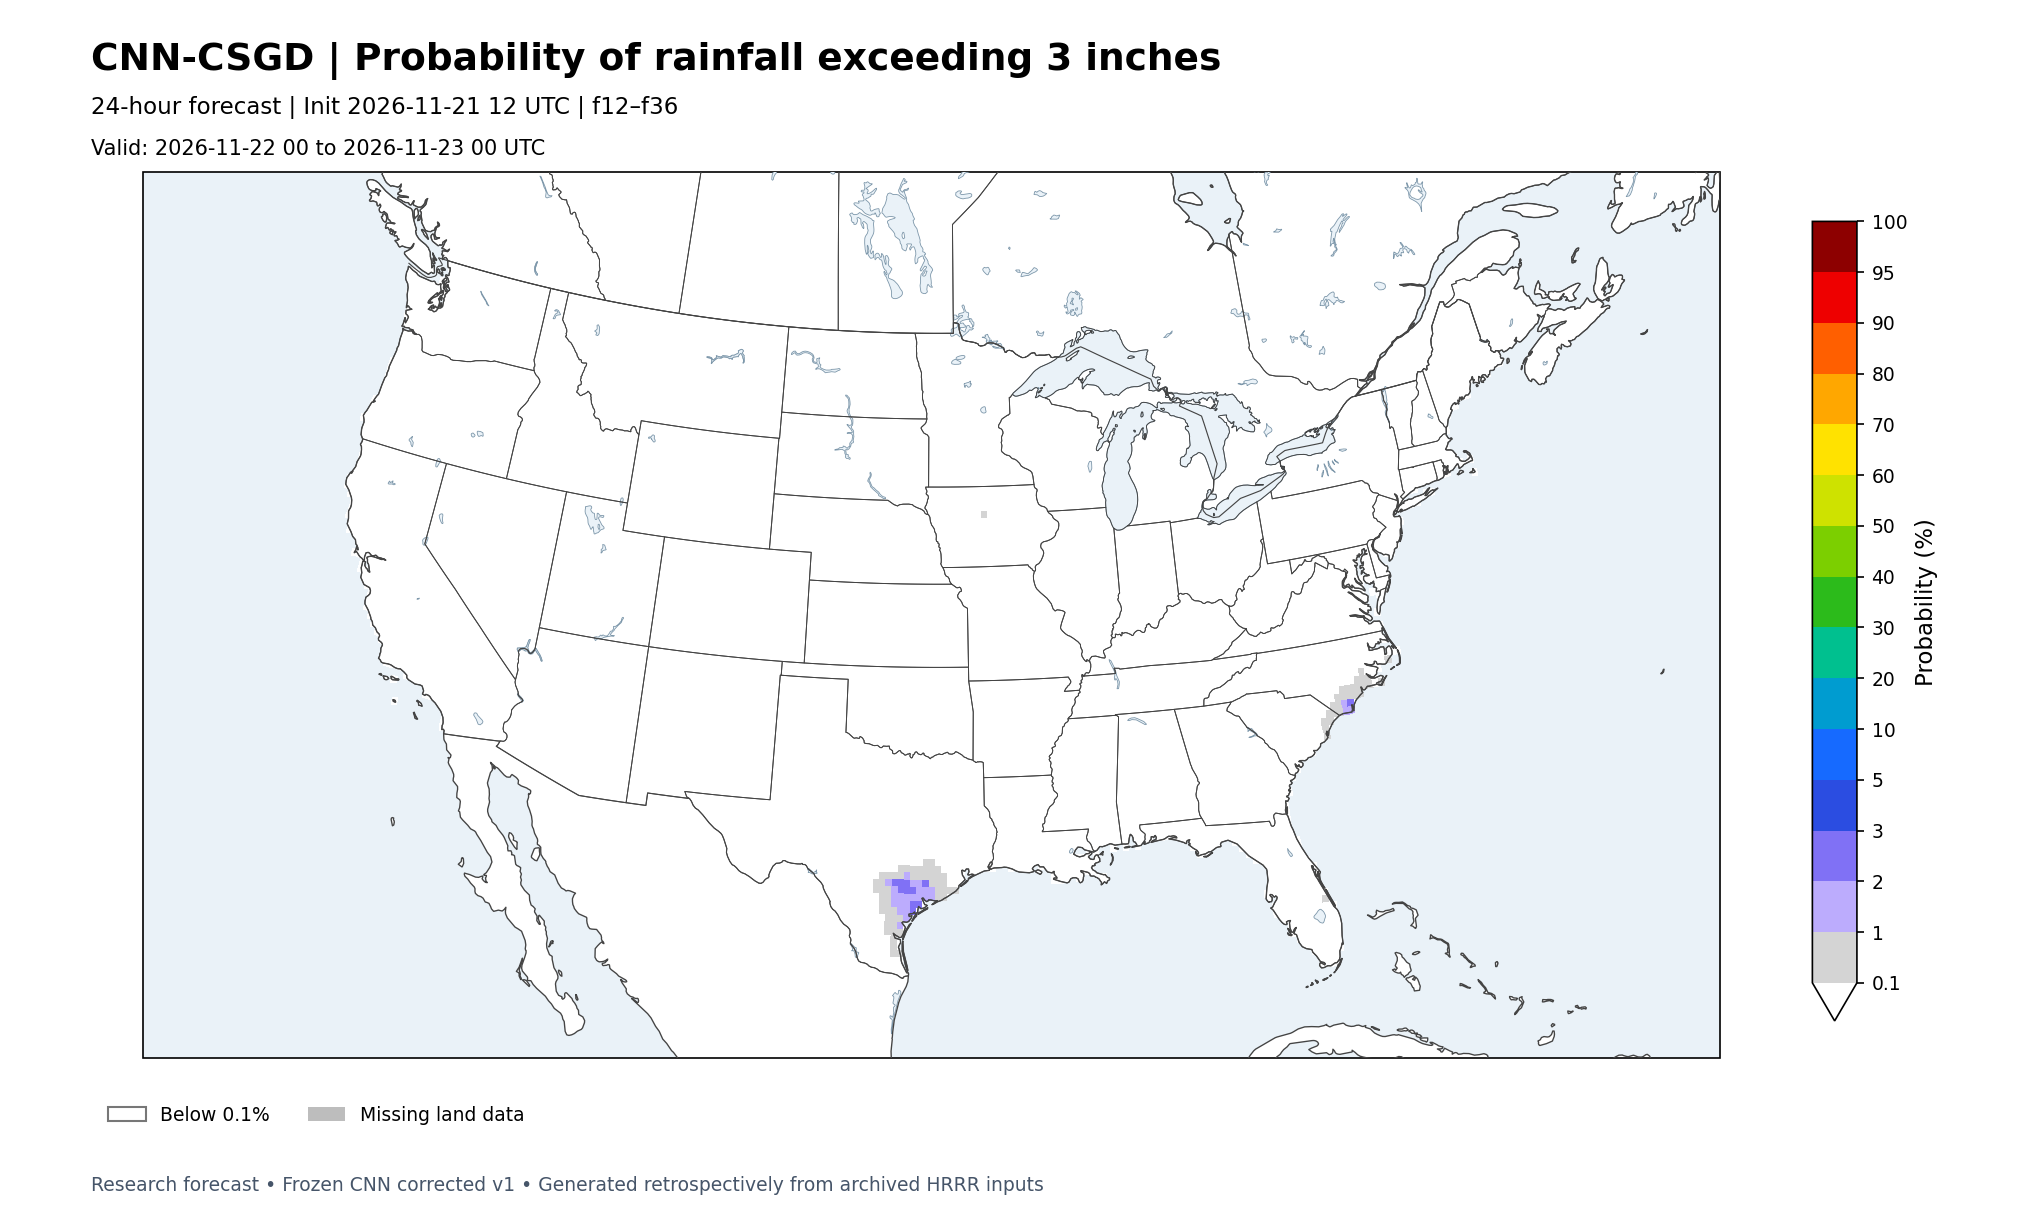 CNN-CSGD | Probability of rainfall exceeding 3 inches
24-hour forecast | Init 2026-11-21 12 UTC | f12–f36
Valid: 2026-11-22 00 to 2026-11-23 00 UTC
100
95
90
80
70
60
50
40
30
20
10
5
3
2
1
0.1
Probability (%)
Below 0.1%
Missing land data
Research forecast • Frozen CNN corrected v1 • Generated retrospectively from archived HRRR inputs